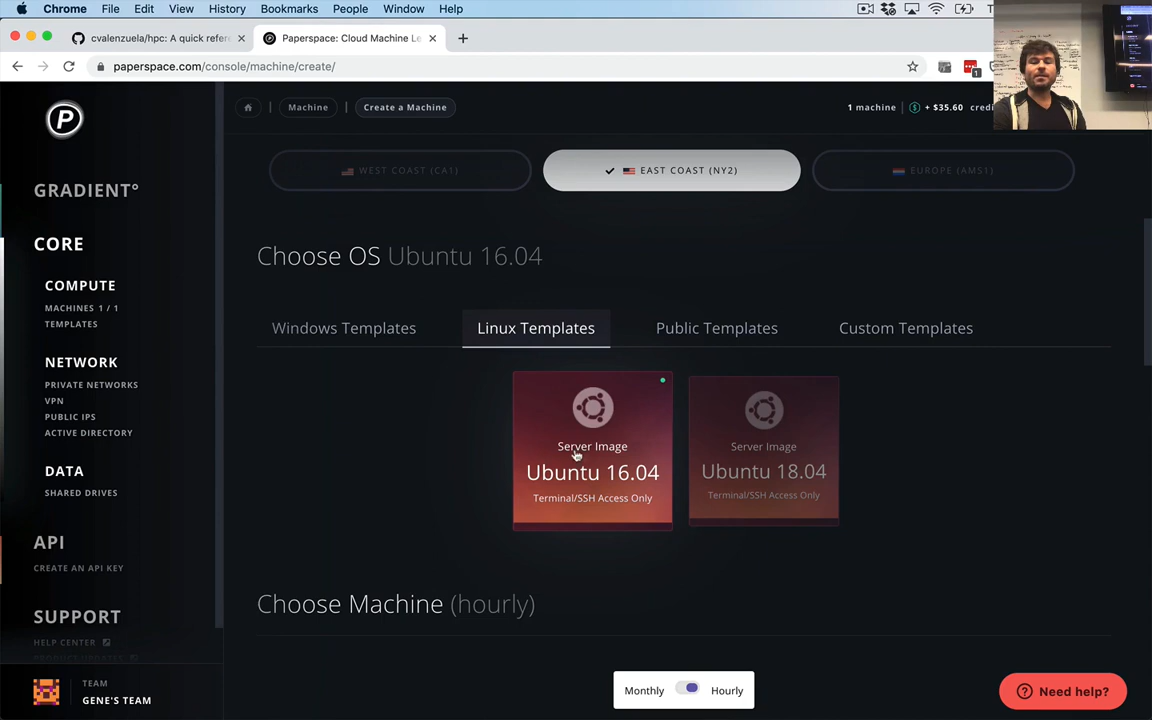 Chrome File Edit View History Bookmarks People Window Help
cvalenzuela/hpc: A quick refere
Paperspace: Cloud Machine Le
paperspace.com/console/machine/create/
1
P
GRADIENT°
CORE
COMPUTE
MACHINES 1 / 1
TEMPLATES
NETWORK
PRIVATE NETWORKS
VPN
PUBLIC IPS
ACTIVE DIRECTORY
DATA
SHARED DRIVES
API
CREATE AN API KEY
SUPPORT
HELP CENTER
PRODUCT UPDATES
TEAM
GENE'S TEAM
Machine
Create a Machine
1 machine
$ + $35.60 credi
WEST COAST (CA1)
EAST COAST (NY2)
EUROPE (AMS1)
Choose OS Ubuntu 16.04
Windows Templates
Linux Templates
Public Templates
Custom Templates
Server Image
Ubuntu 16.04
Terminal/SSH Access Only
Server Image
Ubuntu 18.04
Terminal/SSH Access Only
Choose Machine (hourly)
Monthly
Hourly
Need help?